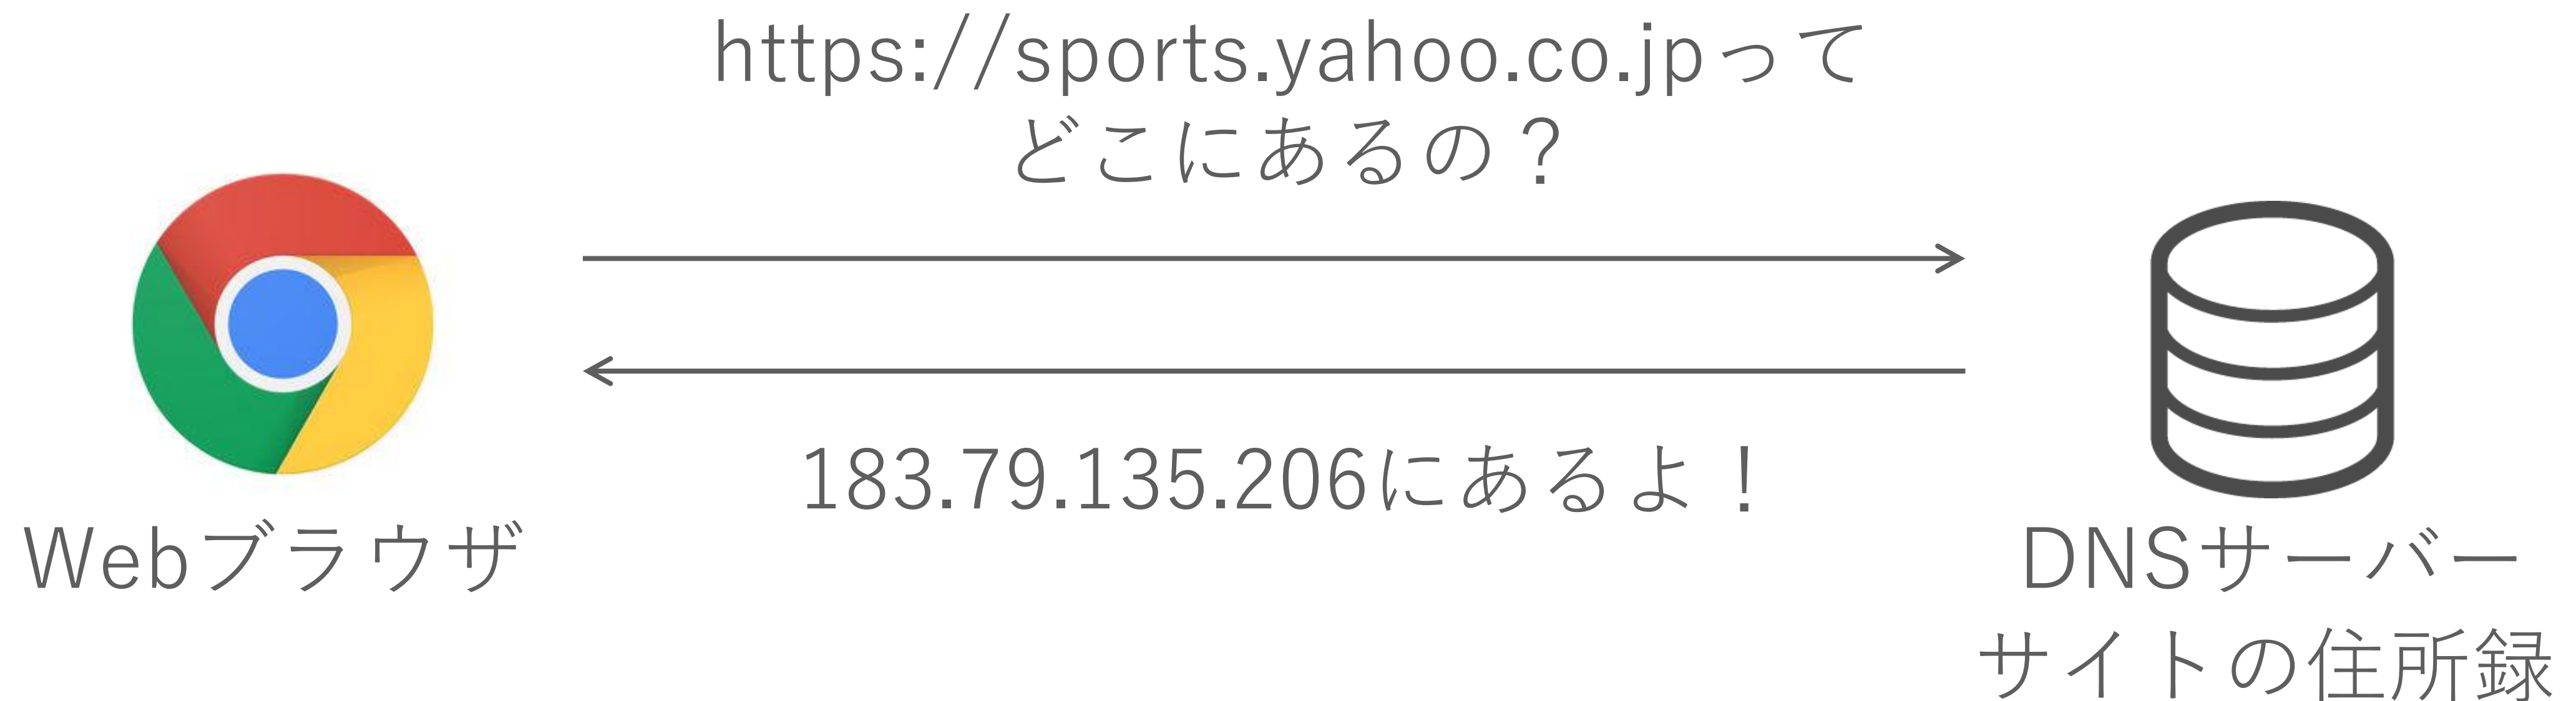 https://sports.yahoo.co.jpって
どこにあるの？
183.79.135.206にあるよ！
Webブラウザ
DNSサーバー
サイトの住所録